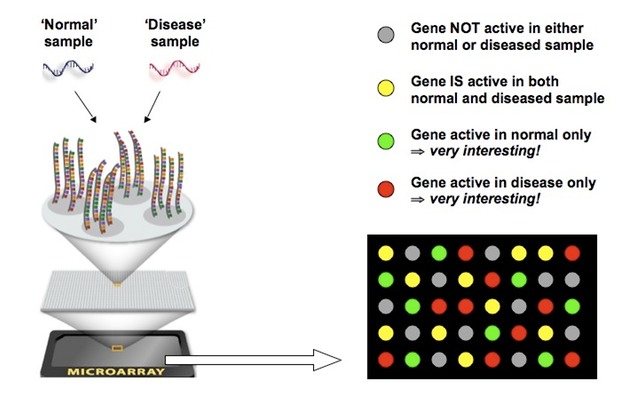 'Normal'
sample
'Disease'
sample
Gene NOT active in either
normal or diseased sample
Gene IS active in both
normal and diseased sample
Gene active in normal only
⇒ very interesting!
Gene active in disease only
⇒ very interesting!
MICROARRAY